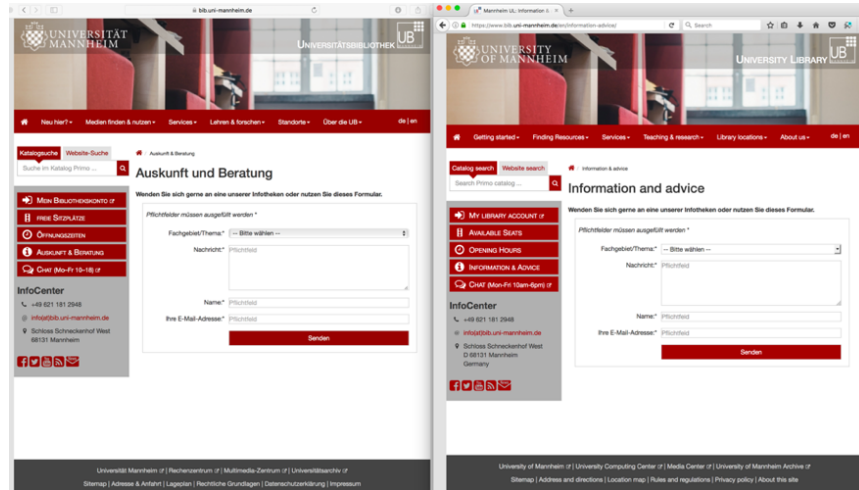 bib.uni-mannheim.de
UNIVERSITÄT
MANNHEIM
UNIVERSITÄTSBIBLIOTHEK UB
Neu hier?
Medien finden & nutzen
Services
Lehren & forschen
Standorte
Über die UB
de | en
Katalogsuche
Website-Suche
Suche im Katalog Primo ...
Auskunft & Beratung
Auskunft und Beratung
Wenden Sie sich gerne an eine unserer Infotheken oder nutzen Sie dieses Formular.
MEIN BIBLIOTHEKSKONTO
FREIE SITZPLÄTZE
ÖFFNUNGSZEITEN
AUSKUNFT & BERATUNG
CHAT (MO-FR 10-18)
InfoCenter
+49 621 181 2948
info(at)bib.uni-mannheim.de
Schloss Schneckenhof West
68131 Mannheim
Pflichtfelder müssen ausgefüllt werden *
Fachgebiet/Thema:* -- Bitte wählen --
Nachricht:* Pflichtfeld
Name:* Pflichtfeld
Ihre E-Mail-Adresse:* Pflichtfeld
Senden
Universität Mannheim | Rechenzentrum | Multimedia-Zentrum | Universitätsarchiv
Sitemap | Adresse & Anfahrt | Lageplan | Rechtliche Grundlagen | Datenschutzerklärung | Impressum
Mannheim UL: Information &
https://www.bib.uni-mannheim.de/en/information-advice/
Search
UNIVERSITY
OF MANNHEIM
UNIVERSITY LIBRARY UB
Getting started
Finding Resources
Services
Teaching & research
Library locations
About us
de | en
Catalog search
Website search
Search Primo catalog ...
Information & advice
Information and advice
Wenden Sie sich gerne an eine unserer Infotheken oder nutzen Sie dieses Formular.
MY LIBRARY ACCOUNT
AVAILABLE SEATS
OPENING HOURS
INFORMATION & ADVICE
CHAT (MON-FRI 10AM-6PM)
InfoCenter
+49 621 181 2948
info(at)bib.uni-mannheim.de
Schloss Schneckenhof West
D 68131 Mannheim
Germany
Pflichtfelder müssen ausgefüllt werden *
Fachgebiet/Thema:* -- Bitte wählen --
Nachricht:* Pflichtfeld
Name:* Pflichtfeld
Ihre E-Mail-Adresse:* Pflichtfeld
Senden
University of Mannheim | University Computing Center | Media Center | University of Mannheim Archive
Sitemap | Address and directions | Location map | Rules and regulations | Privacy policy | About this site